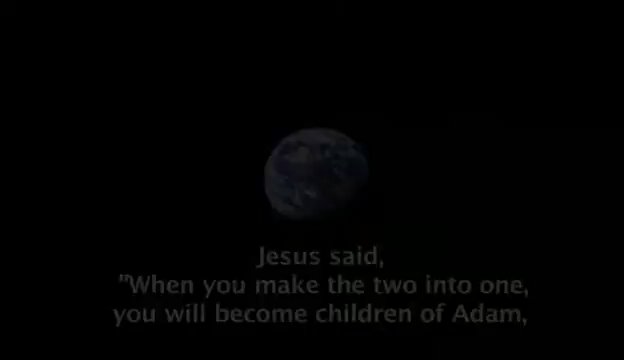 Jesus said,
"When you make the two into one,
you will become children of Adam,